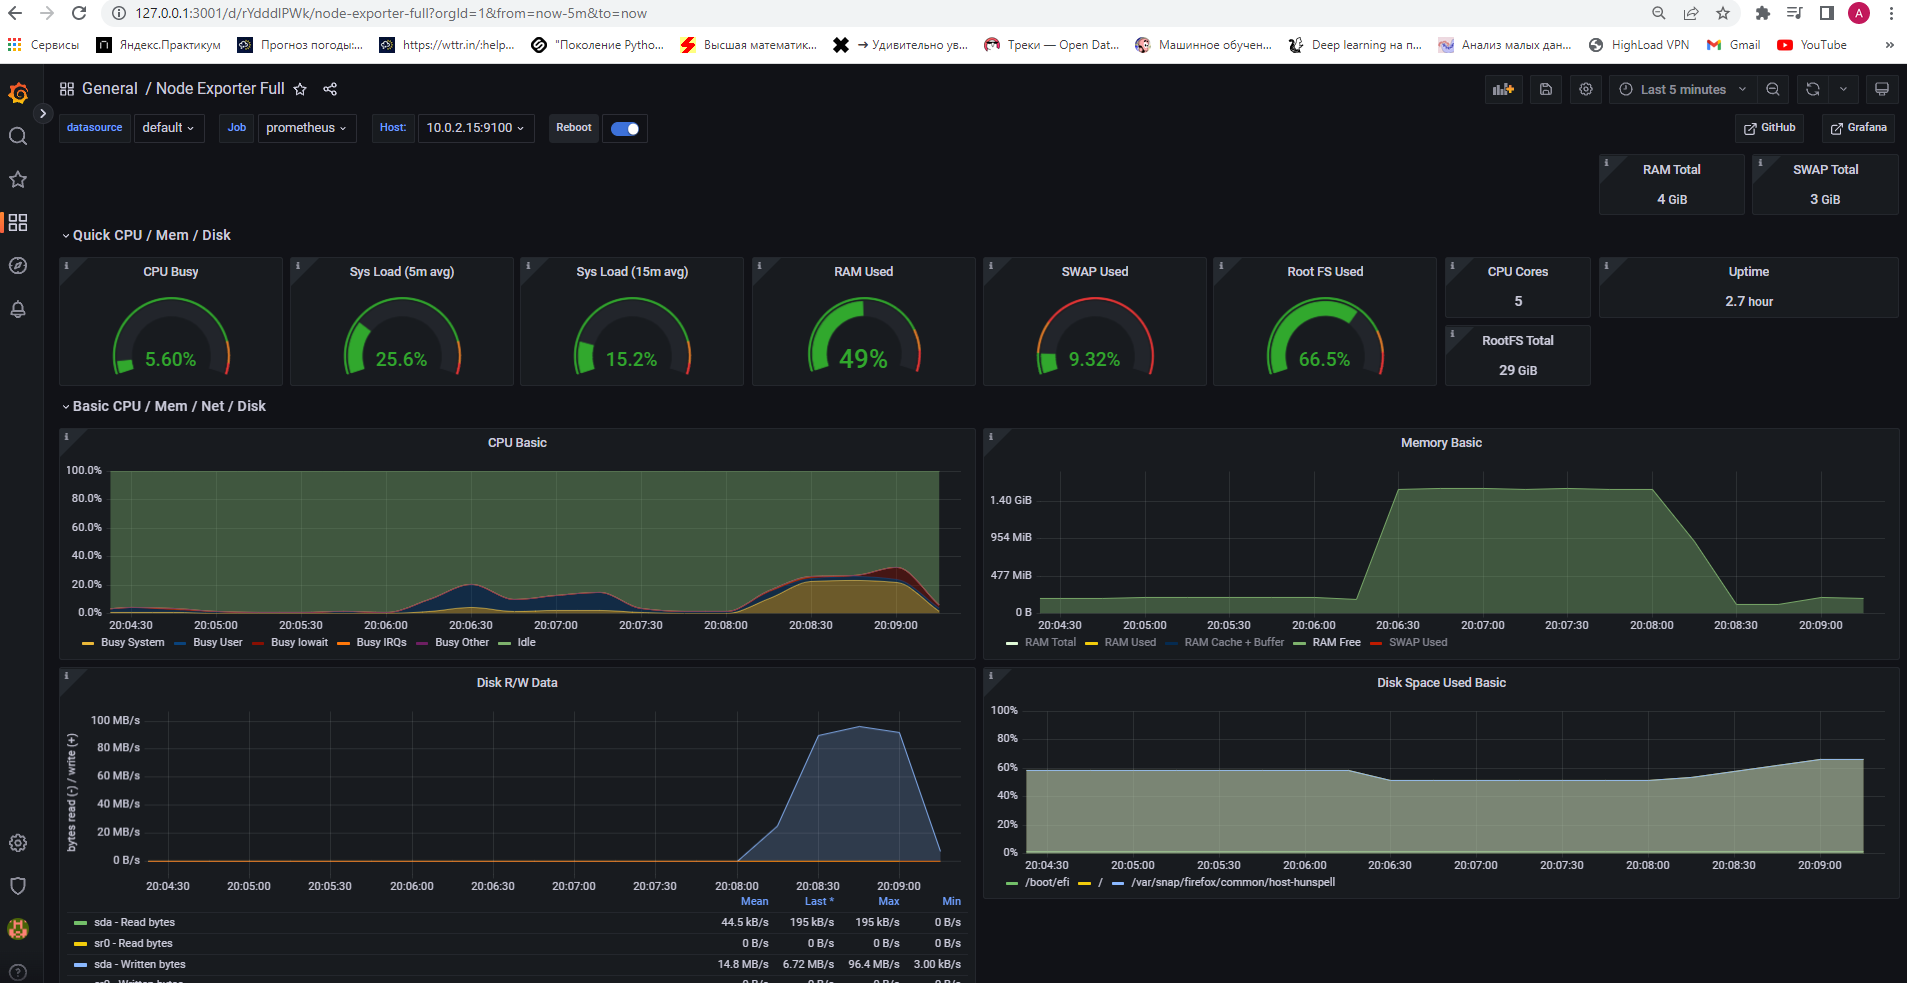 127.0.0.1:3001/d/rYdddlPWk/node-exporter-full?orgId=1&from=now-5m&to=now
A
Сервисы Яндекс.Практикум Прогноз погоды:... https://wttr.in/:help... "Поколение Pytho... Высшая математик... → Удивительно ув... Треки — Open Dat... Машинное обучен... Deep learning на п... Анализ малых дан... HighLoad VPN Gmail YouTube »
General / Node Exporter Full
Last 5 minutes
datasource default Job prometheus Host: 10.0.2.15:9100 Reboot GitHub Grafana
RAM Total SWAP Total
4 GiB 3 GiB
Quick CPU / Mem / Disk
CPU Busy Sys Load (5m avg) Sys Load (15m avg) RAM Used SWAP Used Root FS Used CPU Cores Uptime
5 2.7 hour
RootFS Total
5.60% 25.6% 15.2% 49% 9.32% 66.5% 29 GiB
Basic CPU / Mem / Net / Disk
CPU Basic
100.0%
80.0%
60.0%
40.0%
20.0%
0.0%
20:04:30 20:05:00 20:05:30 20:06:00 20:06:30 20:07:00 20:07:30 20:08:00 20:08:30 20:09:00
Busy System Busy User Busy Iowait Busy IRQs Busy Other Idle
Memory Basic
1.40 GiB
954 MiB
477 MiB
0 B
20:04:30 20:05:00 20:05:30 20:06:00 20:06:30 20:07:00 20:07:30 20:08:00 20:08:30 20:09:00
RAM Total RAM Used RAM Cache + Buffer RAM Free SWAP Used
Disk R/W Data
bytes read (-) / write (+)
100 MB/s
80 MB/s
60 MB/s
40 MB/s
20 MB/s
0 B/s
20:04:30 20:05:00 20:05:30 20:06:00 20:06:30 20:07:00 20:07:30 20:08:00 20:08:30 20:09:00
Mean Last * Max Min
sda - Read bytes 44.5 kB/s 195 kB/s 195 kB/s 0 B/s
sr0 - Read bytes 0 B/s 0 B/s 0 B/s 0 B/s
sda - Written bytes 14.8 MB/s 6.72 MB/s 96.4 MB/s 3.00 kB/s
Disk Space Used Basic
100%
80%
60%
40%
20%
0%
20:04:30 20:05:00 20:05:30 20:06:00 20:06:30 20:07:00 20:07:30 20:08:00 20:08:30 20:09:00
/boot/efi / /var/snap/firefox/common/host-hunspell